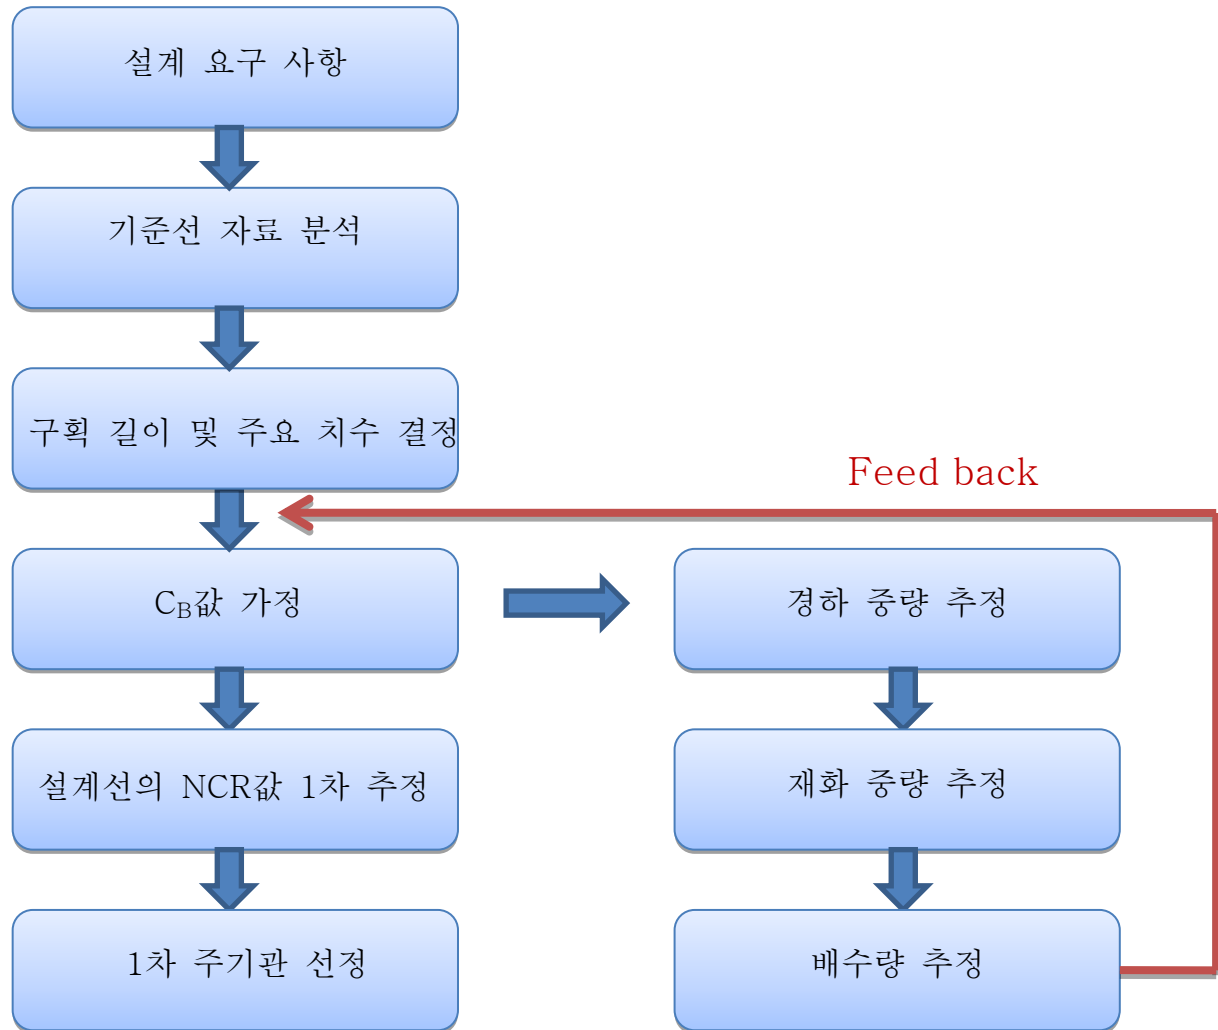 설계 요구 사항
기준선 자료 분석
구획 길이 및 주요 치수 결정
Feed back
C_B값 가정
경하 중량 추정
설계선의 NCR값 1차 추정
재화 중량 추정
1차 주기관 선정
배수량 추정